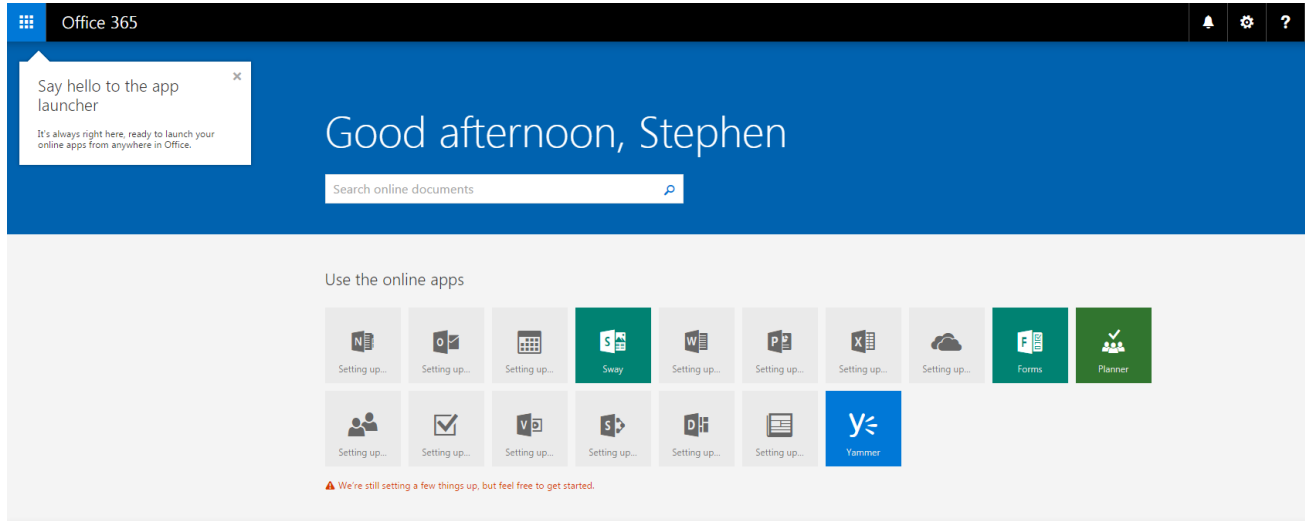 Office 365
?
Say hello to the app
launcher
It's always right here, ready to launch your
online apps from anywhere in Office.
Good afternoon, Stephen
Search online documents
Use the online apps
N
Setting up...
O
Setting up...
Setting up...
S
Sway
W
Setting up...
P
Setting up...
X
Setting up...
Setting up...
F
Forms
Planner
Setting up...
Setting up...
V
Setting up...
S
Setting up...
D
Setting up...
Setting up...
y
Yammer
We're still setting a few things up, but feel free to get started.